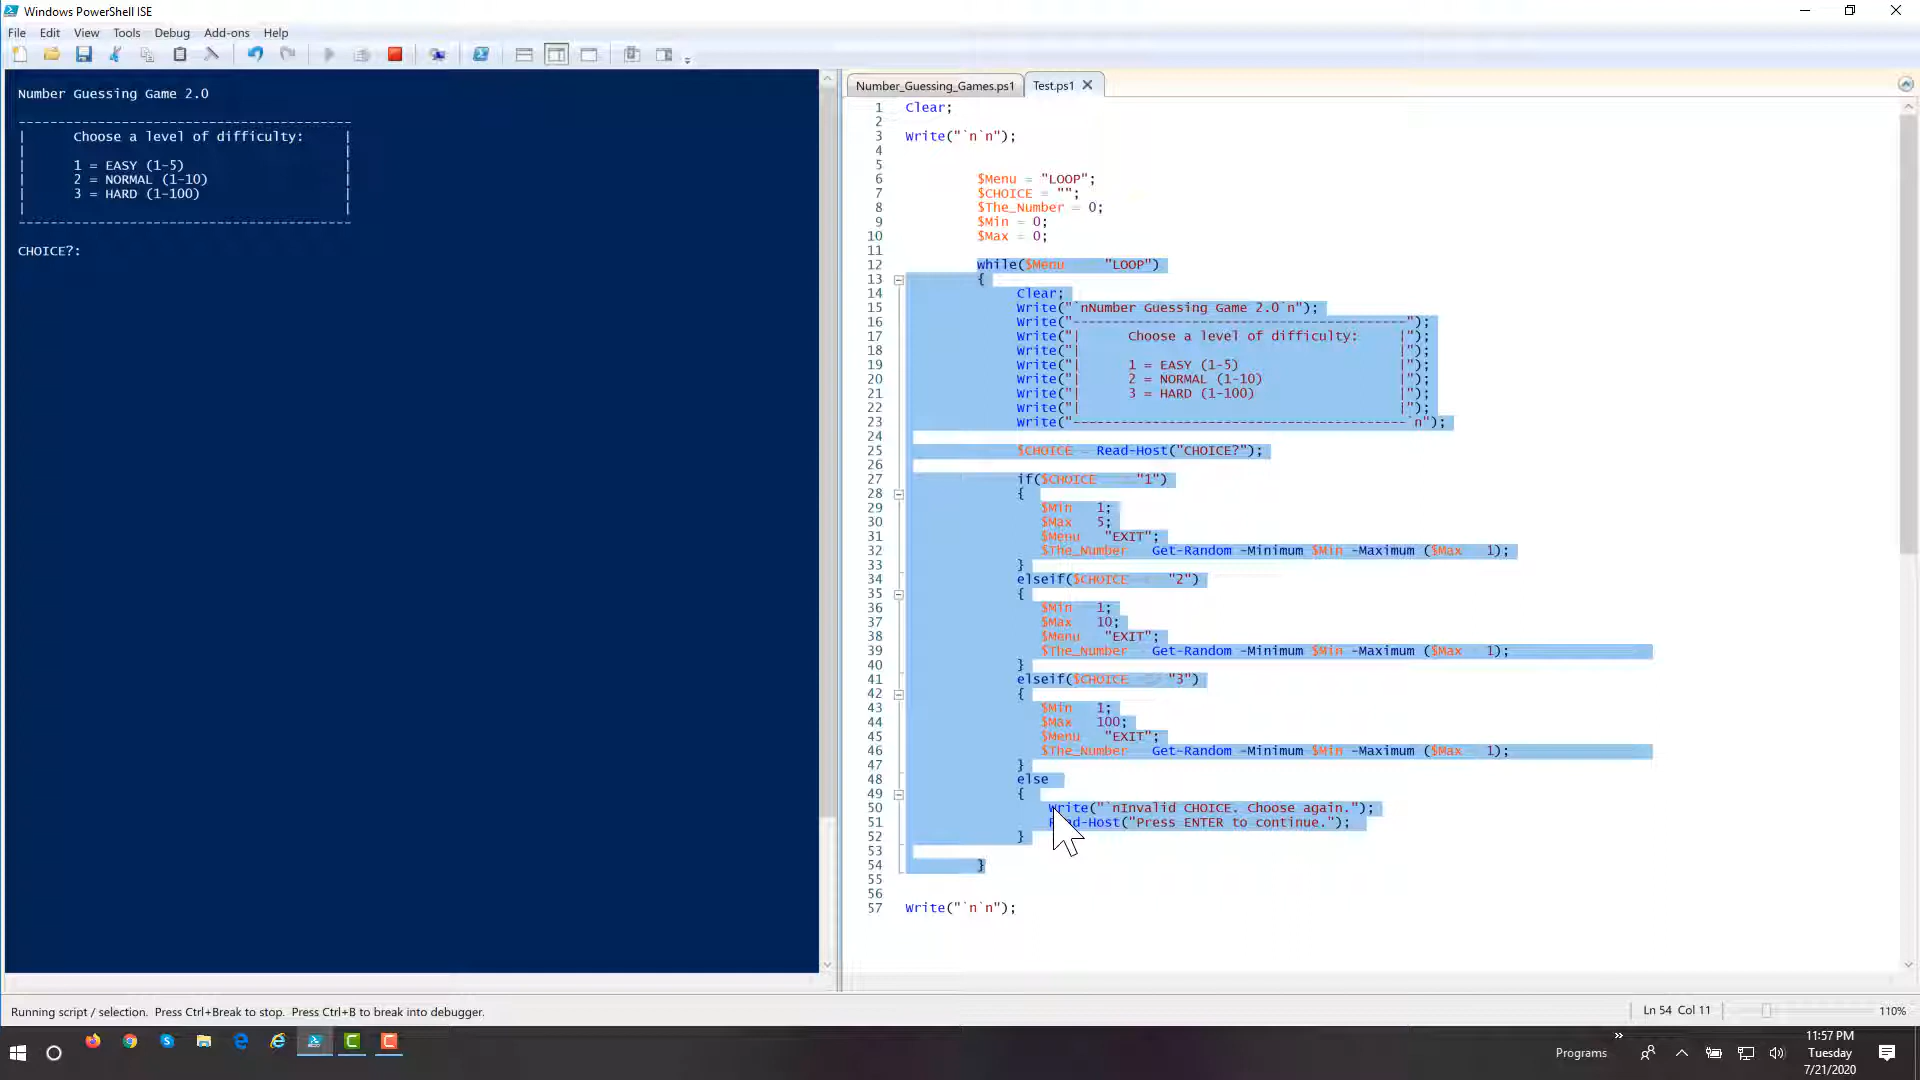 Windows PowerShell ISE
File Edit View Tools Debug Add-ons Help
Number Guessing Game 2.0
------------------------------------------
|      Choose a level of difficulty:     |
|                                        |
|      1 = EASY (1-5)                    |
|      2 = NORMAL (1-10)                 |
|      3 = HARD (1-100)                  |
|                                        |
------------------------------------------
CHOICE?:
Number_Guessing_Games.ps1 Test.ps1
1 Clear;
2
3 Write("`n`n");
4
5
6 $Menu = "LOOP";
7 $CHOICE = "";
8 $The_Number = 0;
9 $Min = 0;
10 $Max = 0;
11
12 while($Menu "LOOP")
13 {
14 Clear;
15 Write("`nNumber Guessing Game 2.0`n");
16 Write("------------------------------------------");
17 Write("|      Choose a level of difficulty:     |");
18 Write("|                                        |");
19 Write("|      1 = EASY (1-5)                    |");
20 Write("|      2 = NORMAL (1-10)                 |");
21 Write("|      3 = HARD (1-100)                  |");
22 Write("|                                        |");
23 Write("------------------------------------------`n");
24
25 $CHOICE = Read-Host("CHOICE?");
26
27 if($CHOICE "1")
28 {
29 $Min 1;
30 $Max 5;
31 $Menu "EXIT";
32 $The_Number Get-Random -Minimum $Min -Maximum ($Max 1);
33 }
34 elseif($CHOICE "2")
35 {
36 $Min 1;
37 $Max 10;
38 $Menu "EXIT";
39 $The_Number Get-Random -Minimum $Min -Maximum ($Max 1);
40 }
41 elseif($CHOICE "3")
42 {
43 $Min 1;
44 $Max 100;
45 $Menu "EXIT";
46 $The_Number Get-Random -Minimum $Min -Maximum ($Max 1);
47 }
48 else
49 {
50 Write("`nInvalid CHOICE. Choose again.");
51 Read-Host("Press ENTER to continue.");
52 }
53
54 }
55
56
57 Write("`n`n");
Running script / selection. Press Ctrl+Break to stop. Press Ctrl+B to break into debugger.
Ln 54 Col 11
110%
Programs
11:57 PM
Tuesday
7/21/2020